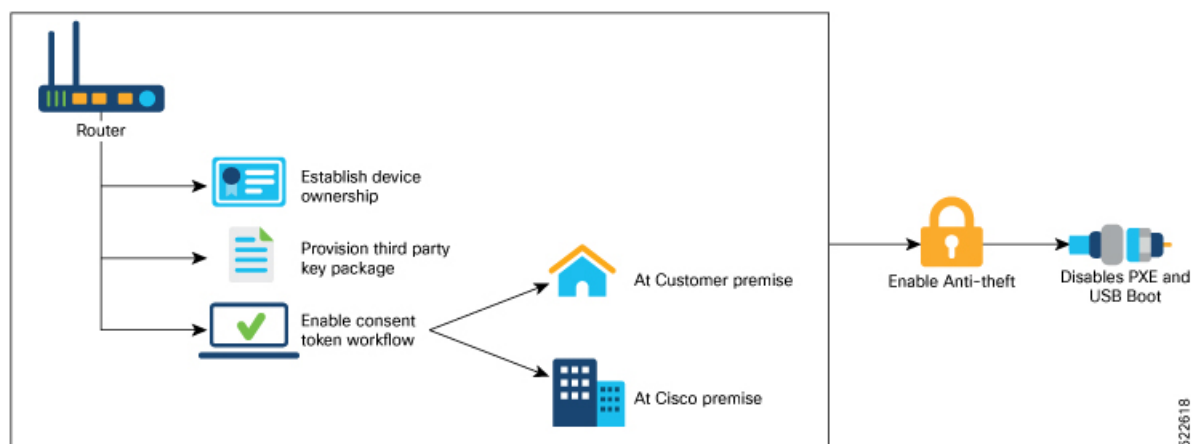 Router
Establish device
ownership
Provision third party
key package
Enable consent
token workflow
At Customer premise
At Cisco premise
Enable Anti-theft
Disables PXE and
USB Boot
522618